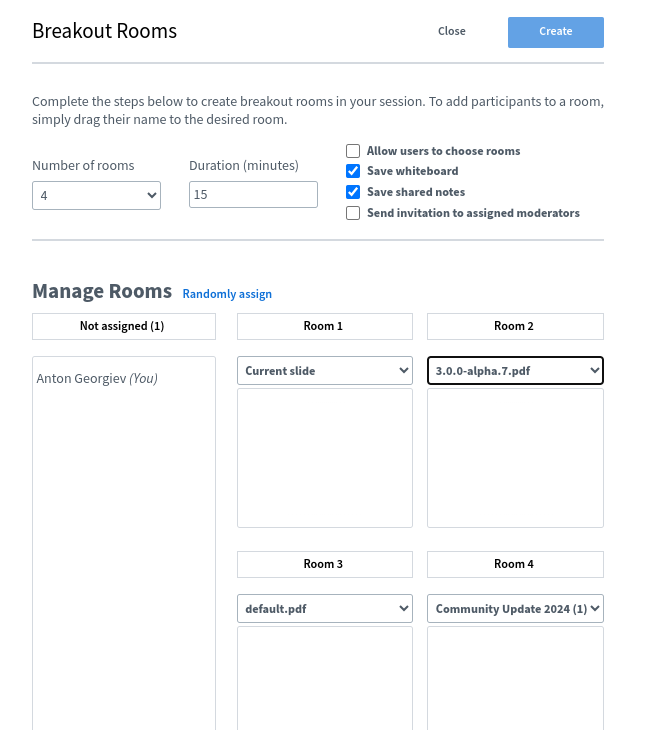 Breakout Rooms
Close
Create
Complete the steps below to create breakout rooms in your session. To add participants to a room,
simply drag their name to the desired room.
Number of rooms
4
Duration (minutes)
15
Allow users to choose rooms
Save whiteboard
Save shared notes
Send invitation to assigned moderators
Manage Rooms
Randomly assign
Not assigned (1)
Anton Georgiev (You)
Room 1
Current slide
Room 2
3.0.0-alpha.7.pdf
Room 3
default.pdf
Room 4
Community Update 2024 (1)